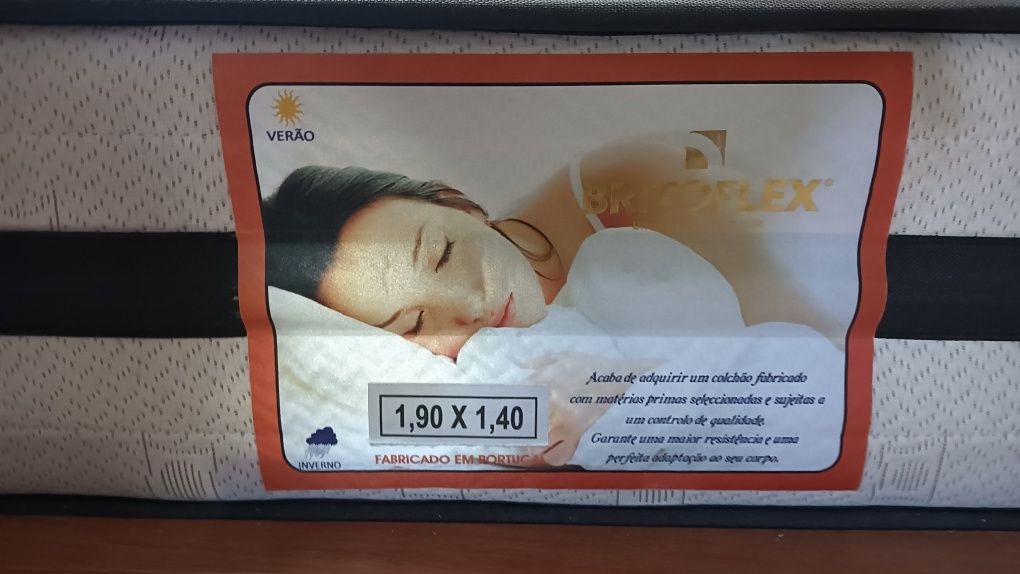 VERÃO
1,90 X 1,40
FABRICADO EM PORTUGAL
INVERNO
Acaba de adquirir um colchão fabricado
com matérias primas seleccionadas e sujeitas a
um controlo de qualidade.
Garante uma maior resistência e uma
perfeita adaptação ao seu corpo.